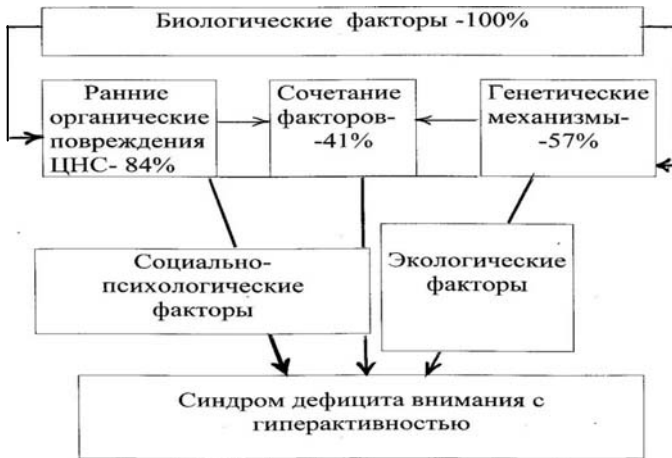 Биологические факторы -100%
Ранние
органические
повреждения
ЦНС- 84%
Сочетание
факторов-
-41%
Генетические
механизмы-
-57%
Социально-
психологические
факторы
Экологические
факторы
Синдром дефицита внимания с
гиперактивностью